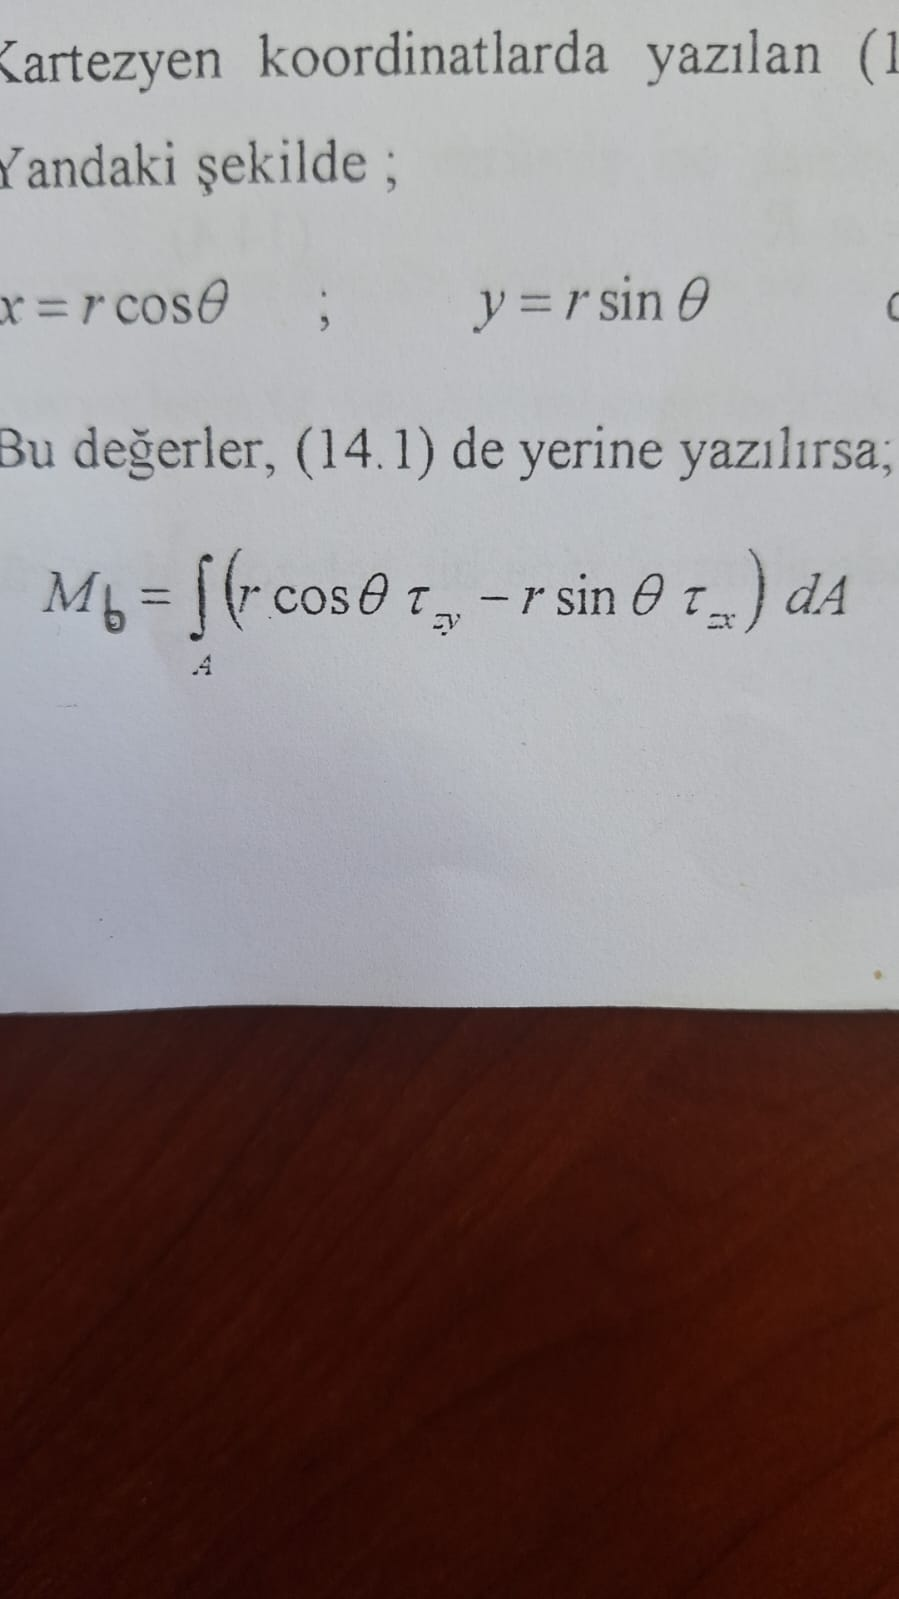 Kartezyen koordinatlarda yazılan (1
Yandaki şekilde ;
x = r cosθ ; y = r sin θ
Bu değerler, (14.1) de yerine yazılırsa;
M_b = ∫_A (r cosθ τ_zy − r sin θ τ_zx) dA